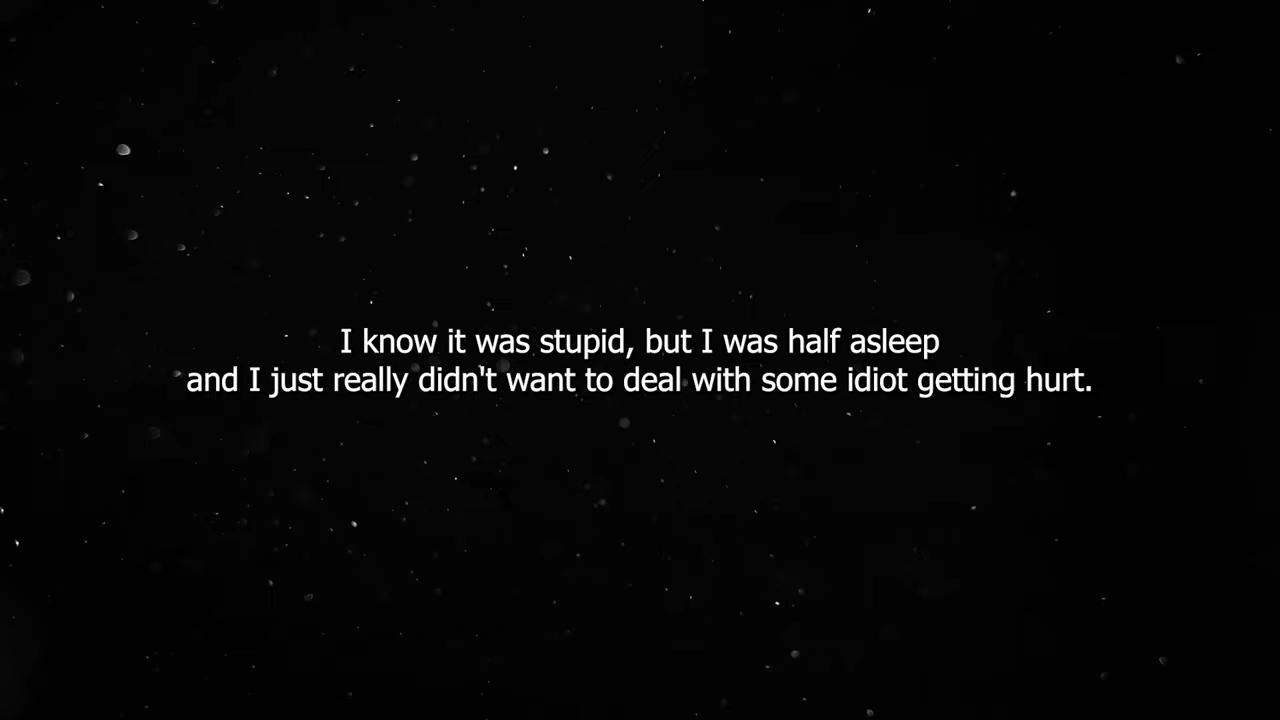 I know it was stupid, but I was half asleep
and I just really didn't want to deal with some idiot getting hurt.